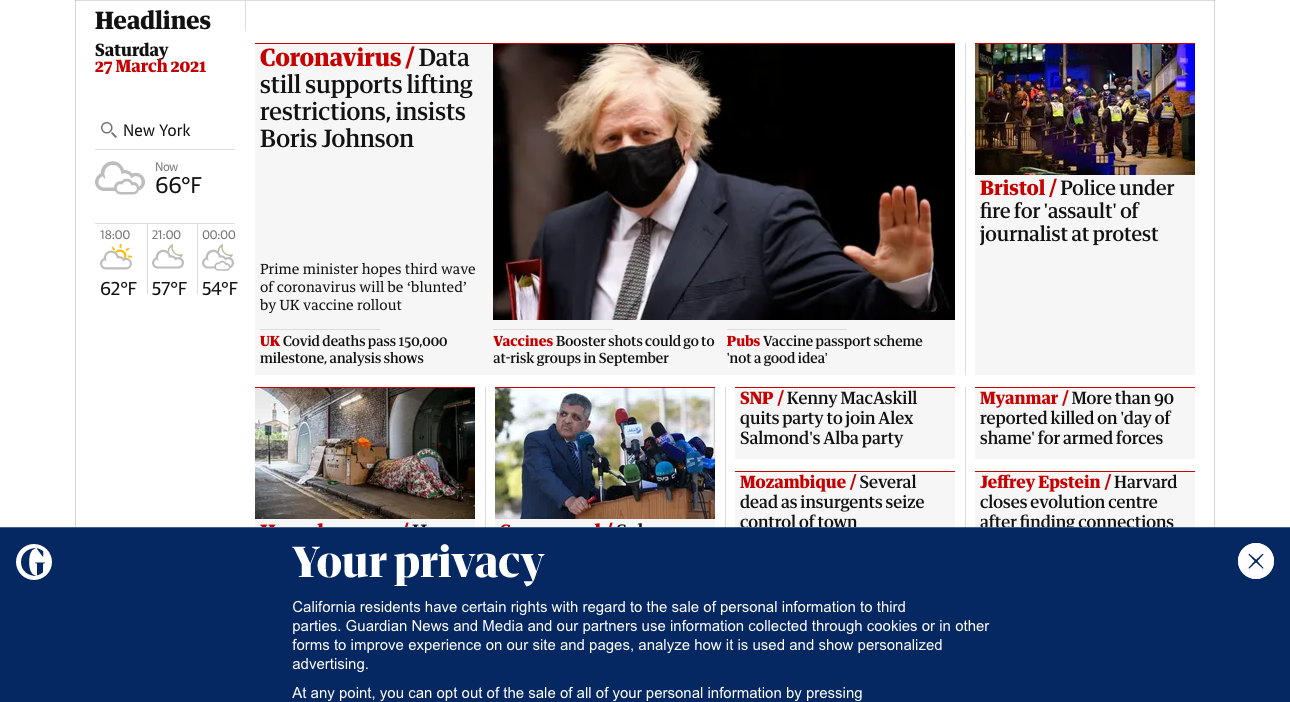 Headlines
Saturday
27 March 2021
New York
Now
66°F
18:00
21:00
00:00
62°F
57°F
54°F
Coronavirus / Data
still supports lifting
restrictions, insists
Boris Johnson
Prime minister hopes third wave
of coronavirus will be ‘blunted’
by UK vaccine rollout
UK Covid deaths pass 150,000
milestone, analysis shows
Vaccines Booster shots could go to
at-risk groups in September
Pubs Vaccine passport scheme
'not a good idea'
Bristol / Police under
fire for 'assault' of
journalist at protest
SNP / Kenny MacAskill
quits party to join Alex
Salmond's Alba party
Mozambique / Several
dead as insurgents seize
control of town
Myanmar / More than 90
reported killed on 'day of
shame' for armed forces
Jeffrey Epstein / Harvard
closes evolution centre
after finding connections
G
Your privacy
California residents have certain rights with regard to the sale of personal information to third
parties. Guardian News and Media and our partners use information collected through cookies or in other
forms to improve experience on our site and pages, analyze how it is used and show personalized
advertising.
At any point, you can opt out of the sale of all of your personal information by pressing